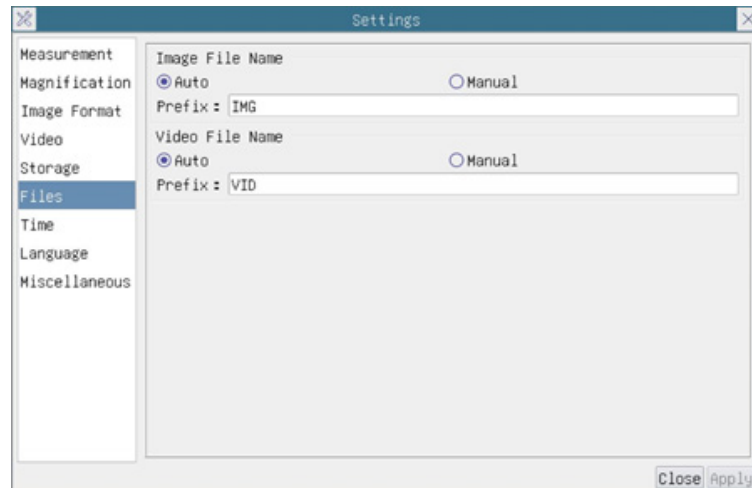 Settings
Measurement
Magnification
Image Format
Video
Storage
Files
Time
Language
Miscellaneous
Image File Name
Auto
Manual
Prefix: IMG
Video File Name
Auto
Manual
Prefix: VID
Close
Apply